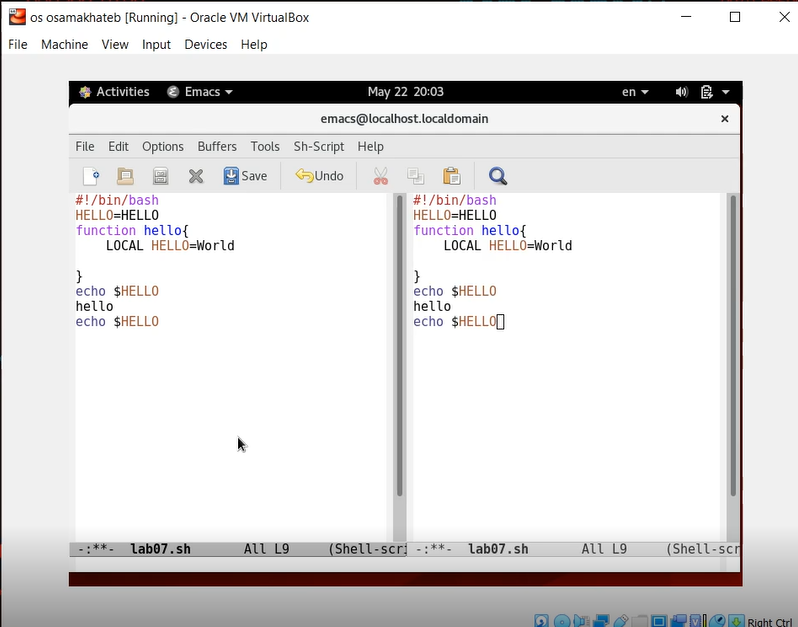 os osamakhateb [Running] - Oracle VM VirtualBox
File Machine View Input Devices Help
Activities Emacs May 22 20:03 en
emacs@localhost.localdomain
File Edit Options Buffers Tools Sh-Script Help
Save Undo
#!/bin/bash
HELLO=HELLO
function hello{
    LOCAL HELLO=World
}
echo $HELLO
hello
echo $HELLO
-:**- lab07.sh All L9 (Shell-scri
#!/bin/bash
HELLO=HELLO
function hello{
    LOCAL HELLO=World
}
echo $HELLO
hello
echo $HELLO
-:**- lab07.sh All L9 (Shell-scr
Right Ctrl